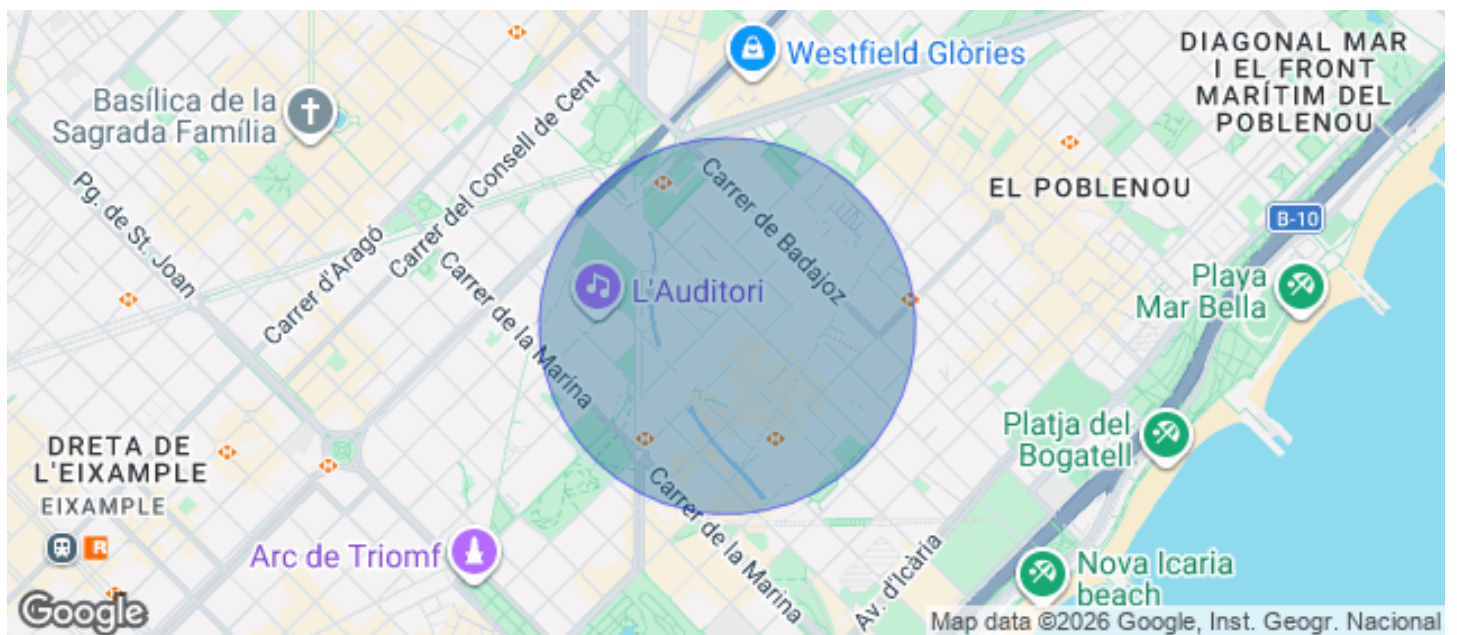 Westfield Glòries
DIAGONAL MAR
I EL FRONT
MARÍTIM DEL
POBLENOU
Basílica de la
Sagrada Família
Carrer del Consell de Cent
Carrer de Badajoz
EL POBLENOU
Pg. de St. Joan
B-10
Carrer d'Aragó
Carrer de la Marina
L'Auditori
Playa
Mar Bella
Platja del
Bogatell
DRETA DE
L'EIXAMPLE
EIXAMPLE
R
Arc de Triomf
Carrer de la Marina
Av. d'Icària
Nova Icaria
beach
Google
Map data ©2026 Google, Inst. Geogr. Nacional